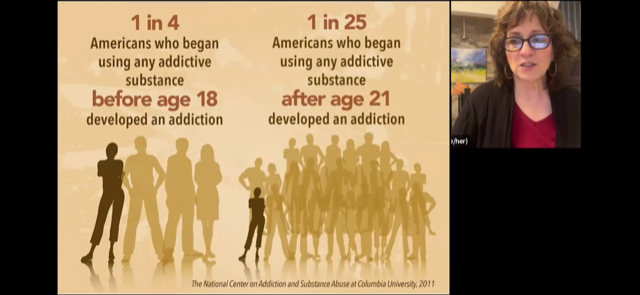 1 in 4
Americans who began
using any addictive
substance
before age 18
developed an addiction
1 in 25
Americans who began
using any addictive
substance
after age 21
developed an addiction
The National Center on Addiction and Substance Abuse at Columbia University, 2011
/her)